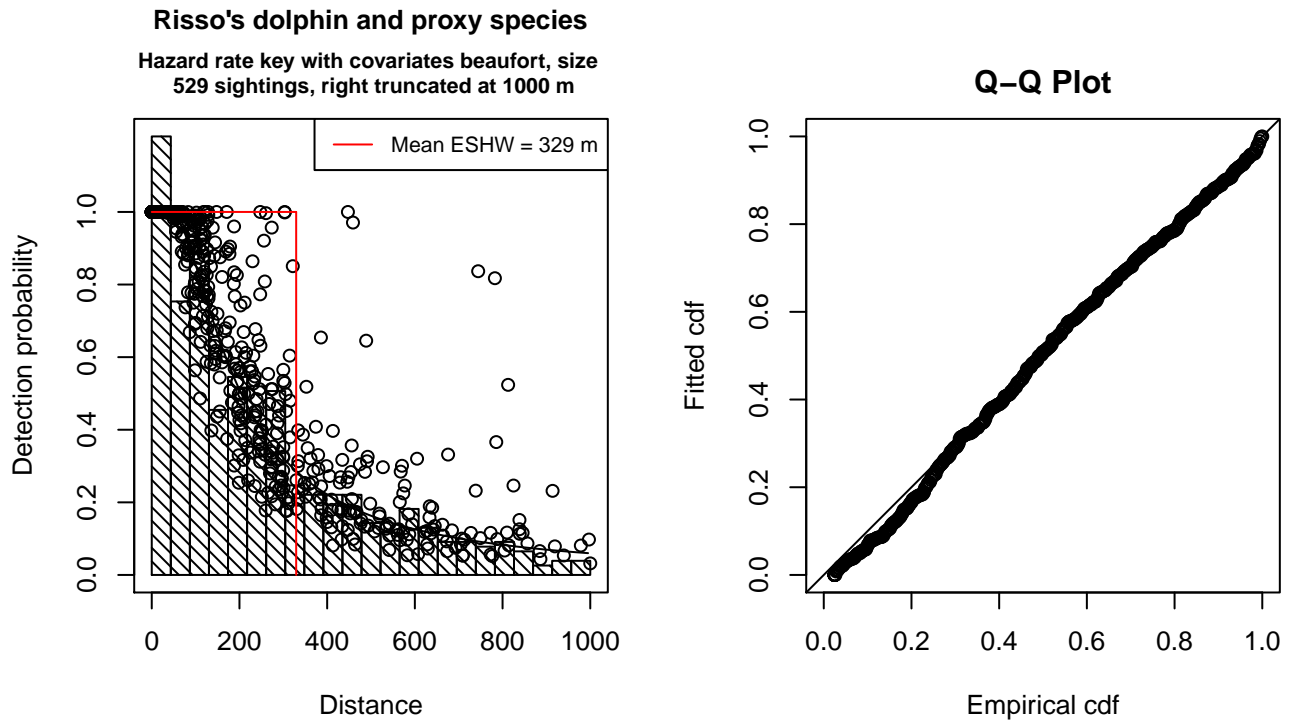 Risso's dolphin and proxy species
Hazard rate key with covariates beaufort, size
529 sightings, right truncated at 1000 m
Mean ESHW = 329 m
Detection probability
1.0
0.8
0.6
0.4
0.2
0.0
0 200 400 600 800 1000
Distance
Q−Q Plot
Fitted cdf
1.0
0.8
0.6
0.4
0.2
0.0
0.0 0.2 0.4 0.6 0.8 1.0
Empirical cdf